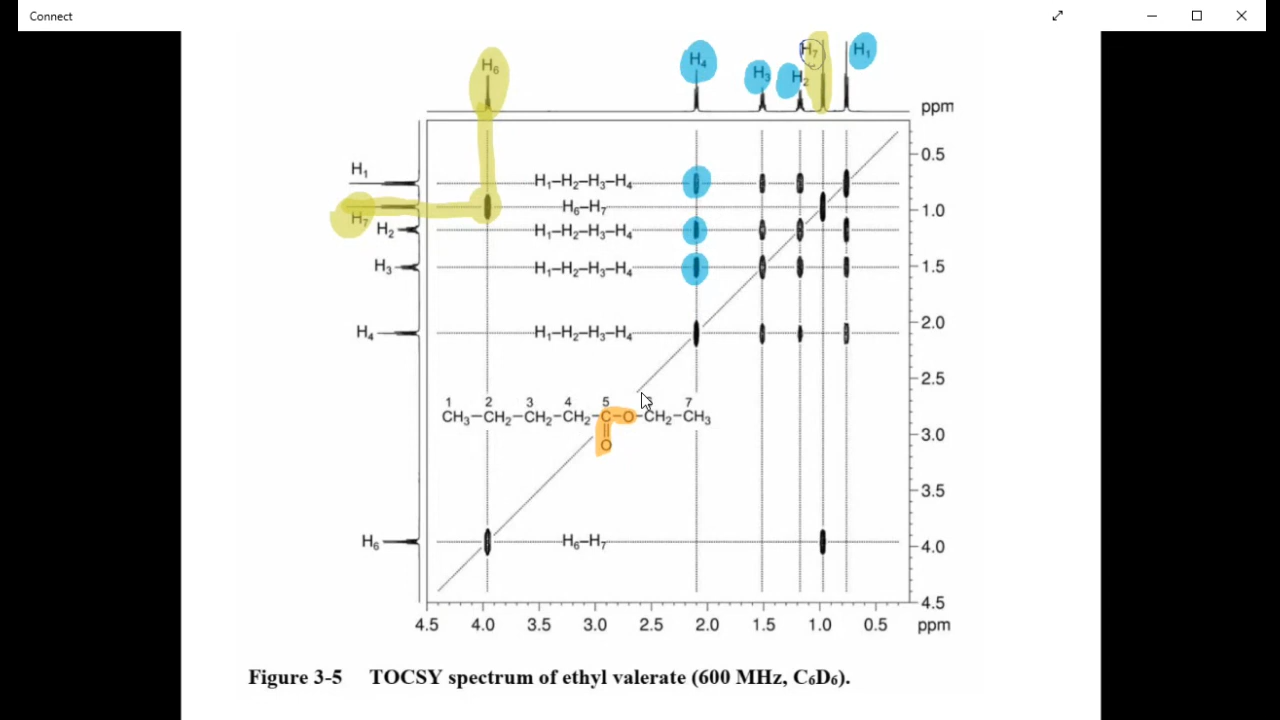 Connect
H₆
H₄
H₃
H₂
H₇
H₁
ppm
H₁ H₁–H₂–H₃–H₄ 0.5
H₇ H₆–H₇ 1.0
H₂ H₁–H₂–H₃–H₄
H₃ H₁–H₂–H₃–H₄ 1.5
H₄ H₁–H₂–H₃–H₄ 2.0
2.5
1 2 3 4 5 7
CH₃–CH₂–CH₂–CH₂–C–O–CH₂–CH₃
O
3.0
3.5
H₆ H₆–H₇ 4.0
4.5
4.5 4.0 3.5 3.0 2.5 2.0 1.5 1.0 0.5 ppm
Figure 3-5 TOCSY spectrum of ethyl valerate (600 MHz, C₆D₆).